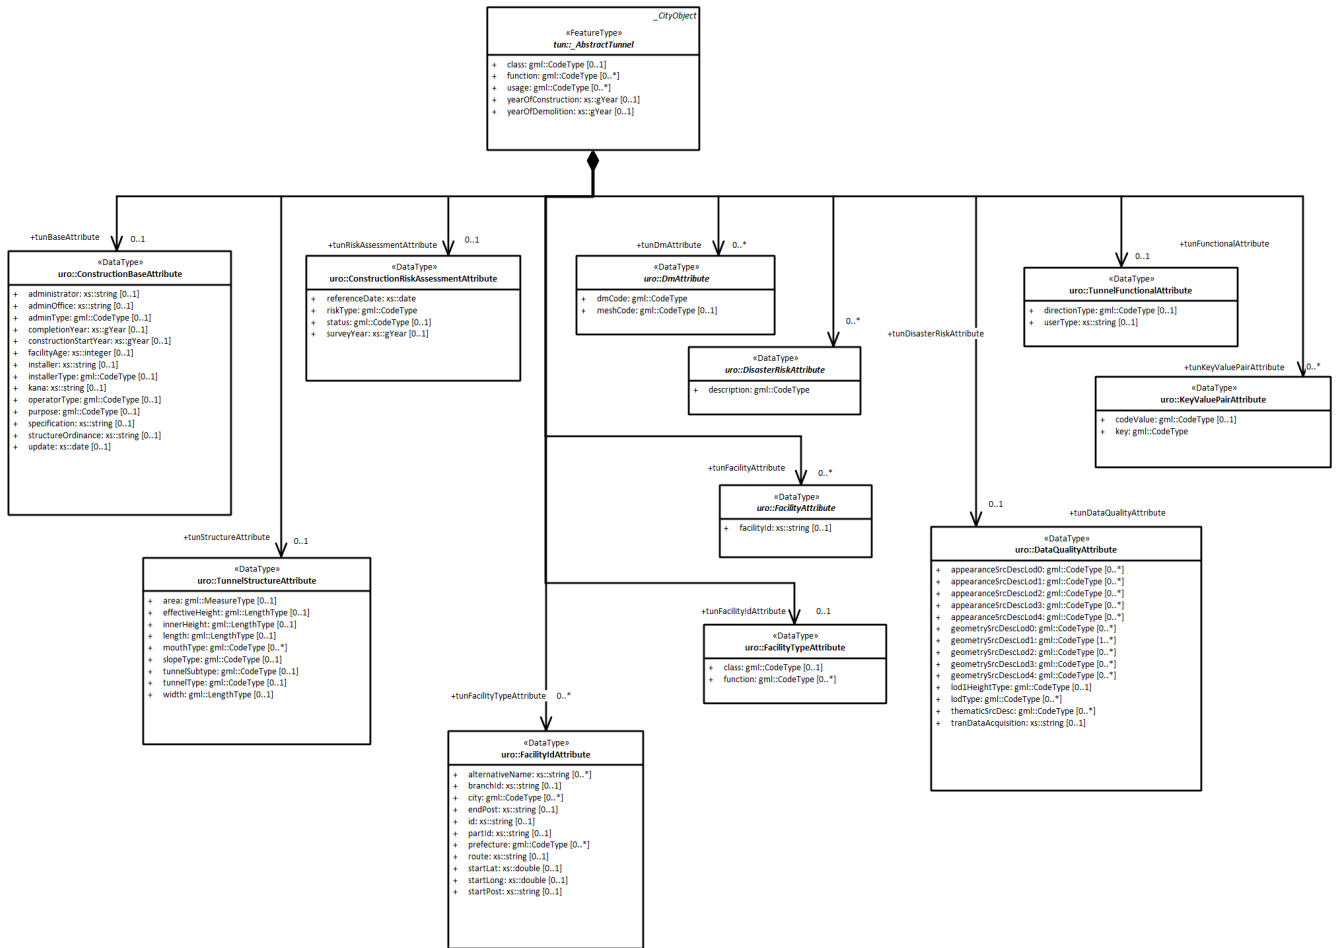 _CityObject
«FeatureType»
tun::_AbstractTunnel
+ class: gml::CodeType [0..1]
+ function: gml::CodeType [0..*]
+ usage: gml::CodeType [0..*]
+ yearOfConstruction: xs::gYear [0..1]
+ yearOfDemolition: xs::gYear [0..1]
+tunBaseAttribute 0..1
«DataType»
uro::ConstructionBaseAttribute
+ administrator: xs::string [0..1]
+ adminOffice: xs::string [0..1]
+ adminType: gml::CodeType [0..1]
+ completionYear: xs::gYear [0..1]
+ constructionStartYear: xs::gYear [0..1]
+ facilityAge: xs::integer [0..1]
+ installer: xs::string [0..1]
+ installerType: gml::CodeType [0..1]
+ kana: xs::string [0..1]
+ operatorType: gml::CodeType [0..1]
+ purpose: gml::CodeType [0..1]
+ specification: xs::string [0..1]
+ structureOrdinance: xs::string [0..1]
+ update: xs::date [0..1]
+tunRiskAssessmentAttribute 0..1
«DataType»
uro::ConstructionRiskAssessmentAttribute
+ referenceDate: xs::date
+ riskType: gml::CodeType
+ status: gml::CodeType [0..1]
+ surveyYear: xs::gYear [0..1]
+tunDmAttribute 0..*
«DataType»
uro::DmAttribute
+ dmCode: gml::CodeType
+ meshCode: gml::CodeType [0..1]
0..*
+tunDisasterRiskAttribute
«DataType»
uro::DisasterRiskAttribute
+ description: gml::CodeType
+tunFunctionalAttribute
0..1
«DataType»
uro::TunnelFunctionalAttribute
+ directionType: gml::CodeType [0..1]
+ userType: xs::string [0..1]
+tunKeyValuePairAttribute 0..*
«DataType»
uro::KeyValuePairAttribute
+ codeValue: gml::CodeType [0..1]
+ key: gml::CodeType
+tunFacilityAttribute 0..*
«DataType»
uro::FacilityAttribute
+ facilityId: xs::string [0..1]
0..1 +tunDataQualityAttribute
«DataType»
uro::DataQualityAttribute
+ appearanceSrcDescLod0: gml::CodeType [0..*]
+ appearanceSrcDescLod1: gml::CodeType [0..*]
+ appearanceSrcDescLod2: gml::CodeType [0..*]
+ appearanceSrcDescLod3: gml::CodeType [0..*]
+ appearanceSrcDescLod4: gml::CodeType [0..*]
+ geometrySrcDescLod0: gml::CodeType [0..*]
+ geometrySrcDescLod1: gml::CodeType [1..*]
+ geometrySrcDescLod2: gml::CodeType [0..*]
+ geometrySrcDescLod3: gml::CodeType [0..*]
+ geometrySrcDescLod4: gml::CodeType [0..*]
+ lod1HeightType: gml::CodeType [0..1]
+ lodType: gml::CodeType [0..*]
+ thematicSrcDesc: gml::CodeType [0..*]
+ tranDataAcquisition: xs::string [0..1]
+tunStructureAttribute 0..1
«DataType»
uro::TunnelStructureAttribute
+ area: gml::MeasureType [0..1]
+ effectiveHeight: gml::LengthType [0..1]
+ innerHeight: gml::LengthType [0..1]
+ length: gml::LengthType [0..1]
+ mouthType: gml::CodeType [0..*]
+ slopeType: gml::CodeType [0..1]
+ tunnelSubtype: gml::CodeType [0..1]
+ tunnelType: gml::CodeType [0..1]
+ width: gml::LengthType [0..1]
+tunFacilityIdAttribute 0..1
«DataType»
uro::FacilityTypeAttribute
+ class: gml::CodeType [0..1]
+ function: gml::CodeType [0..*]
+tunFacilityTypeAttribute 0..*
«DataType»
uro::FacilityIdAttribute
+ alternativeName: xs::string [0..*]
+ branchId: xs::string [0..1]
+ city: gml::CodeType [0..*]
+ endPost: xs::string [0..1]
+ id: xs::string [0..1]
+ partId: xs::string [0..1]
+ prefecture: gml::CodeType [0..*]
+ route: xs::string [0..1]
+ startLat: xs::double [0..1]
+ startLong: xs::double [0..1]
+ startPost: xs::string [0..1]